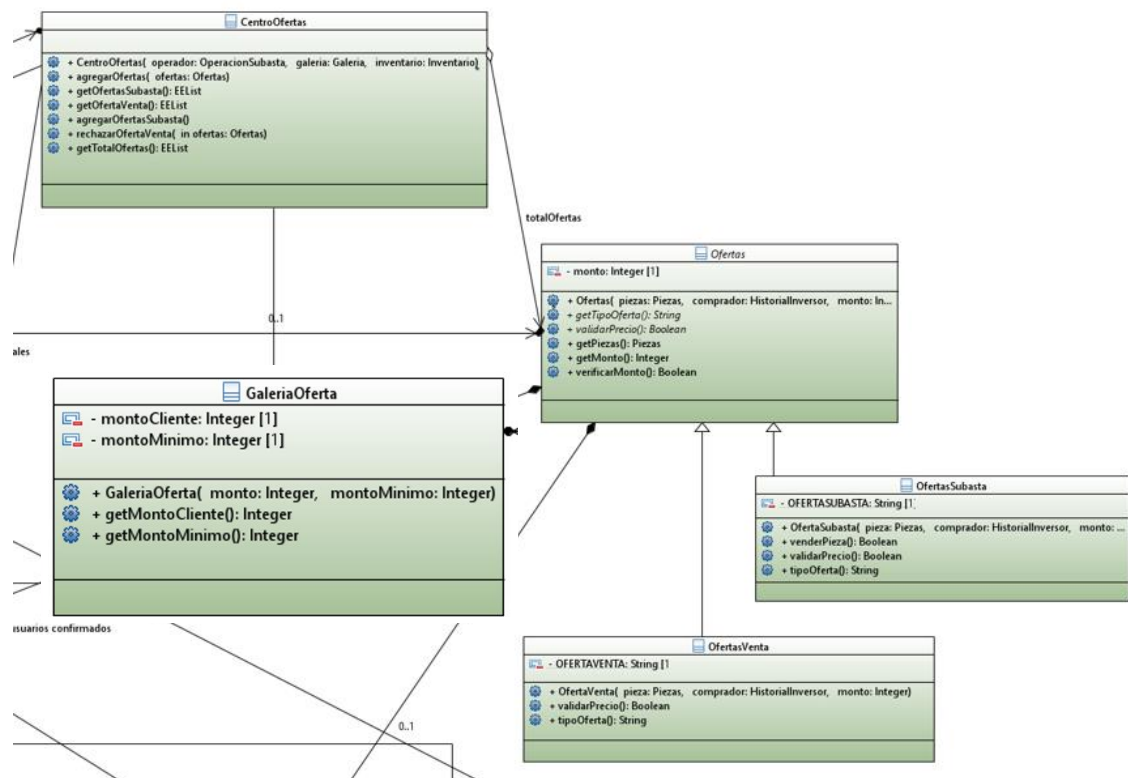 CentroOfertas
+ CentroOfertas( operador: OperacionSubasta, galeria: Galeria, inventario: Inventario)
+ agregarOfertas( ofertas: Ofertas)
+ getOfertasSubasta(): EEList
+ getOfertaVenta(): EEList
+ agregarOfertasSubasta()
+ rechazarOfertaVenta( in ofertas: Ofertas)
+ getTotalOfertas(): EEList
totalOfertas
Ofertas
- monto: Integer [1]
+ Ofertas( piezas: Piezas, comprador: HistorialInversor, monto: In...
+ getTipoOferta(): String
+ validarPrecio(): Boolean
+ getPiezas(): Piezas
+ getMonto(): Integer
+ verificarMonto(): Boolean
0..1
ales
GaleriaOferta
- montoCliente: Integer [1]
- montoMinimo: Integer [1]
+ GaleriaOferta( monto: Integer, montoMinimo: Integer)
+ getMontoCliente(): Integer
+ getMontoMinimo(): Integer
OfertasSubasta
- OFERTASUBASTA: String [1]
+ OfertaSubasta( pieza: Piezas, comprador: HistorialInversor, monto: ...
+ venderPieza(): Boolean
+ validarPrecio(): Boolean
+ tipoOferta(): String
usuarios confirmados
OfertasVenta
- OFERTAVENTA: String [1
+ OfertaVenta( pieza: Piezas, comprador: HistorialInversor, monto: Integer)
+ validarPrecio(): Boolean
+ tipoOferta(): String
0..1